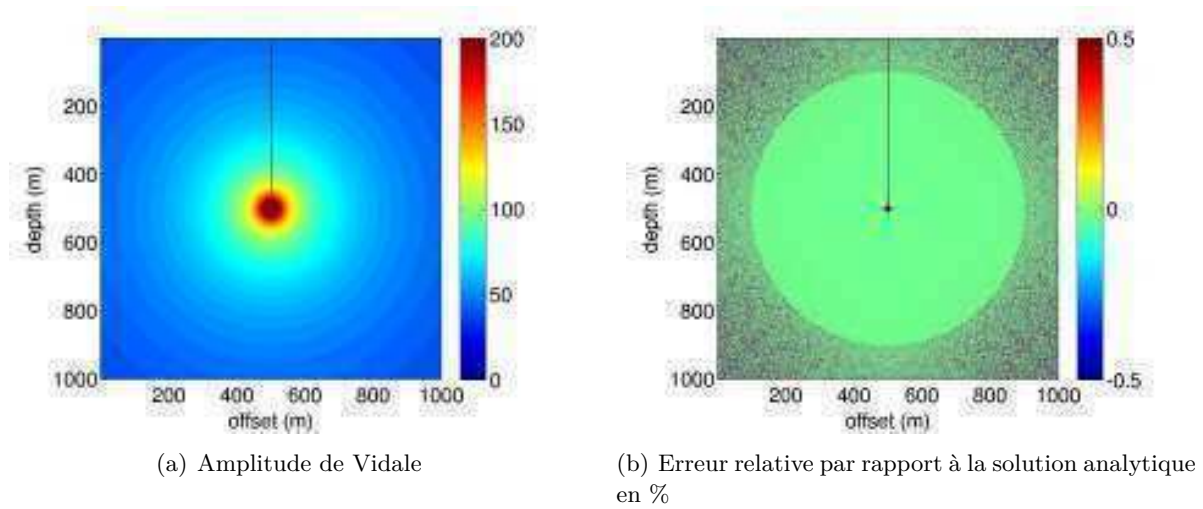 200
200
150
400
depth (m)
100
600
50
800
1000
0
200 400 600 800 1000
offset (m)
0.5
200
400
depth (m)
0
600
800
1000
-0.5
200 400 600 800 1000
offset (m)
(a) Amplitude de Vidale
(b) Erreur relative par rapport à la solution analytique
en %